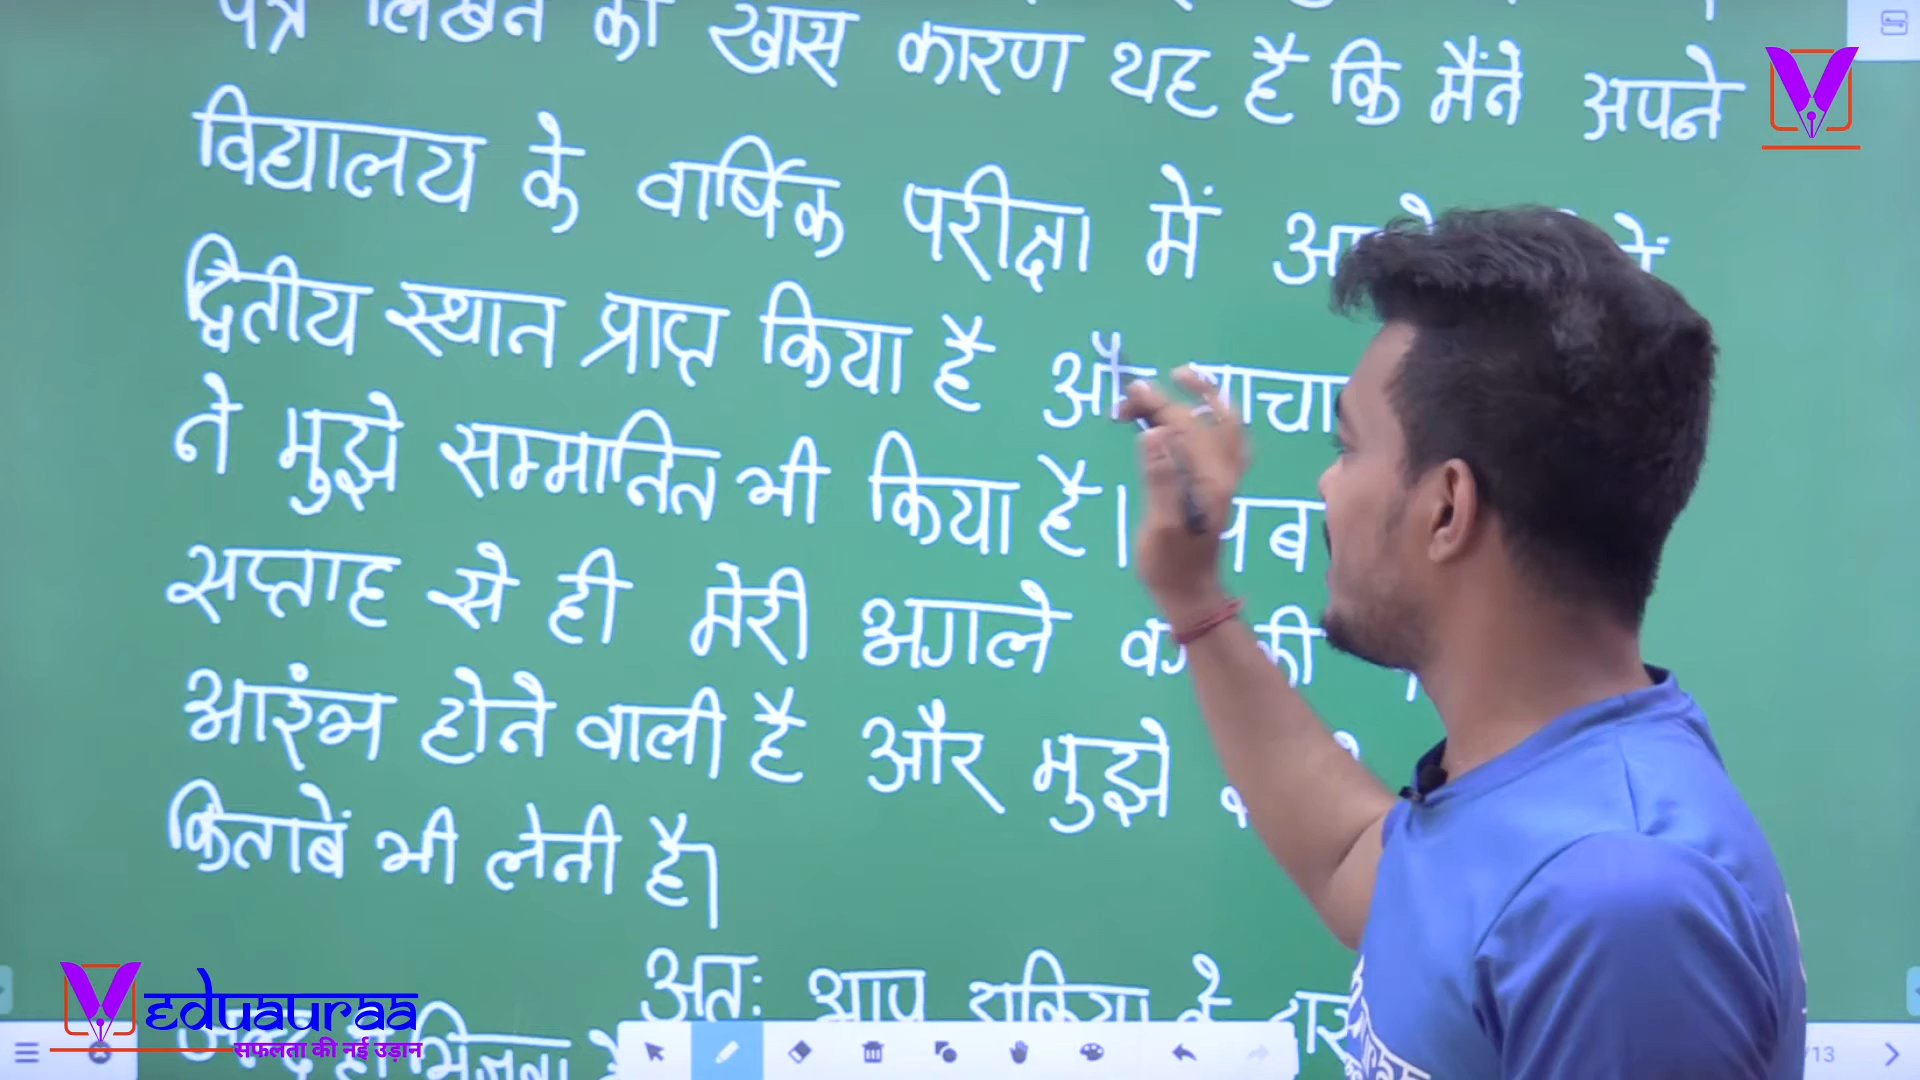 पत्र लिखने का खास कारण यह है कि मैंने अपने
विद्यालय के वार्षिक परीक्षा में
द्वितीय स्थान प्राप्त किया है और
ने मुझे सम्मानित भी किया है।
सप्ताह से ही मेरी अगले की
आरंभ होने वाली है और मुझे
किताबें भी लेनी है।
अतः आप
eduauraa
सफलता की नई उड़ान
/13